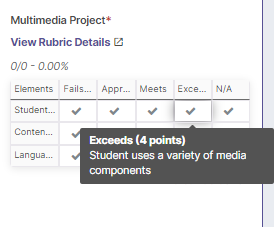 Multimedia Project*
View Rubric Details
0/0 - 0.00%
Elements Fails... Appr... Meets Exce... N/A
Student...
Conten...
Langua...
Exceeds (4 points)
Student uses a variety of media
components